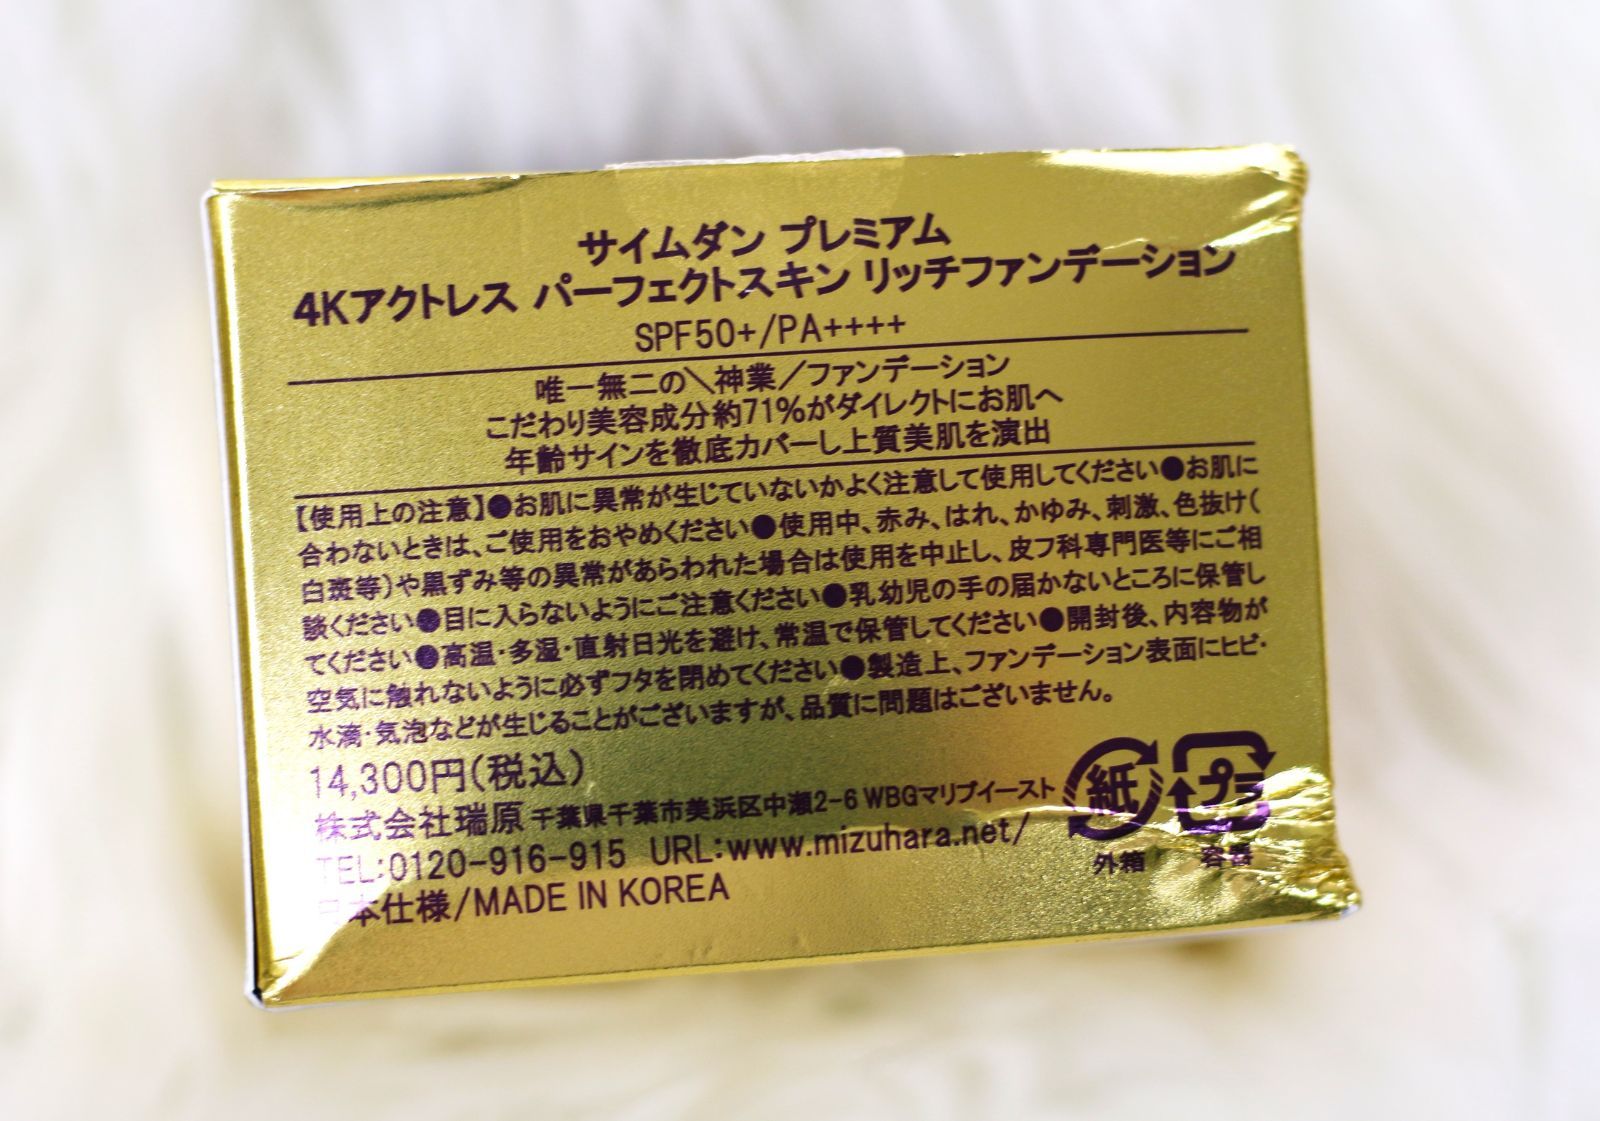 サイムダン プレミアム
4Kアクトレス パーフェクトスキン リッチファンデーション
SPF50+/PA++++
唯一無二の＼神業／ファンデーション
こだわり美容成分約71%がダイレクトにお肌へ
年齢サインを徹底カバーし上質美肌を演出
【使用上の注意】●お肌に異常が生じていないかよく注意して使用してください●お肌に
合わないときは、ご使用をおやめください●使用中、赤み、はれ、かゆみ、刺激、色抜け(
白斑等)や黒ずみ等の異常があらわれた場合は使用を中止し、皮フ科専門医等にご相
談ください●目に入らないようにご注意ください●乳幼児の手の届かないところに保管し
てください●高温・多湿・直射日光を避け、常温で保管してください●開封後、内容物が
空気に触れないように必ずフタを閉めてください●製造上、ファンデーション表面にヒビ・
水滴・気泡などが生じることがございますが、品質に問題はございません。
14,300円(税込)
株式会社瑞原 千葉県千葉市美浜区中瀬2-6 WBGマリブイースト
TEL:0120-916-915 URL:www.mizuhara.net/
日本仕様/MADE IN KOREA
紙 プラ
外箱 容器